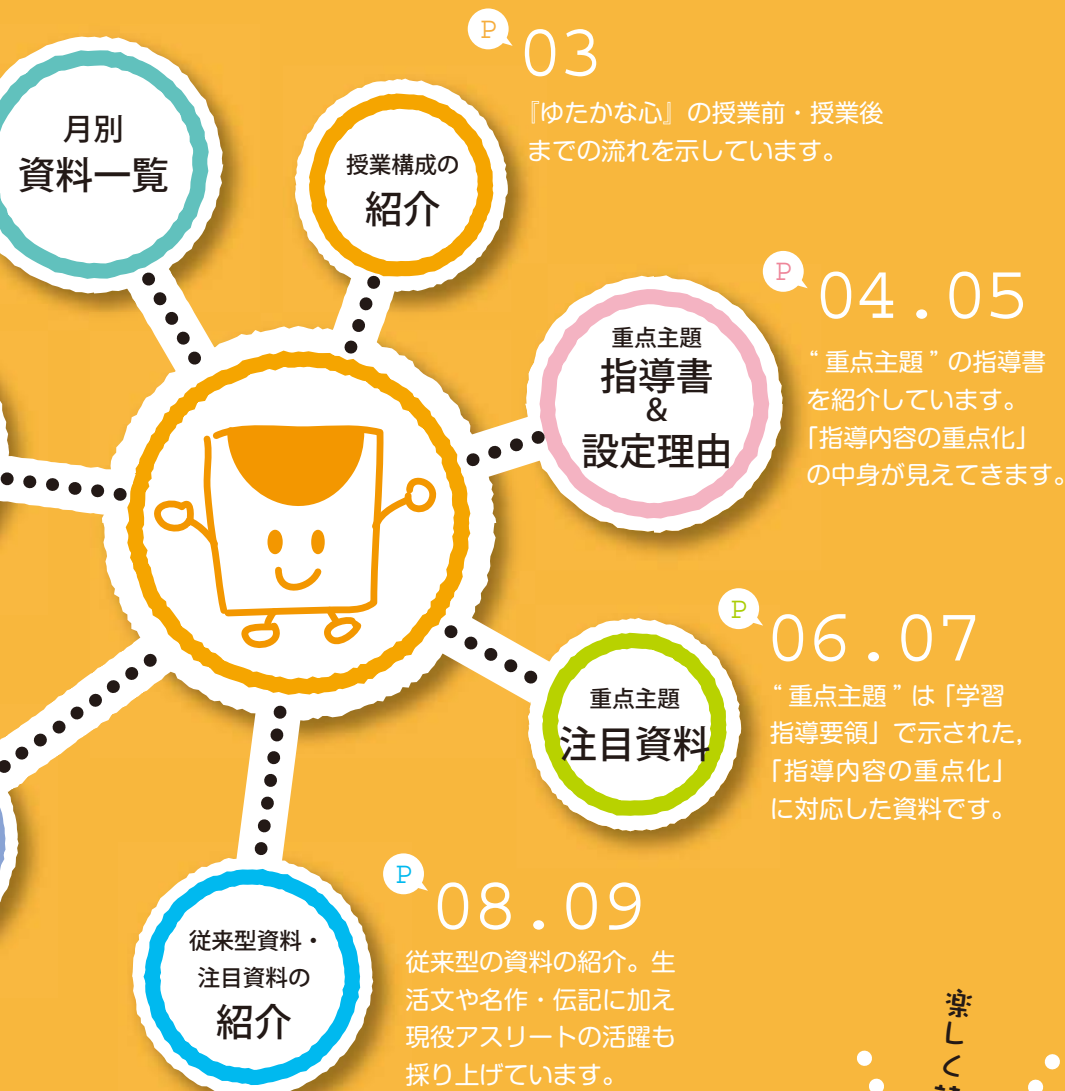 月別
資料一覧
授業構成の
紹介
P 03
『ゆたかな心』の授業前・授業後
までの流れを示しています。
重点主題
指導書
&
設定理由
P 04.05
“重点主題”の指導書
を紹介しています。
「指導内容の重点化」
の中身が見えてきます。
重点主題
注目資料
P 06.07
“重点主題”は「学習
指導要領」で示された,
「指導内容の重点化」
に対応した資料です。
従来型資料・
注目資料の
紹介
P 08.09
従来型の資料の紹介。生
活文や名作・伝記に加え
現役アスリートの活躍も
採り上げています。
楽しく